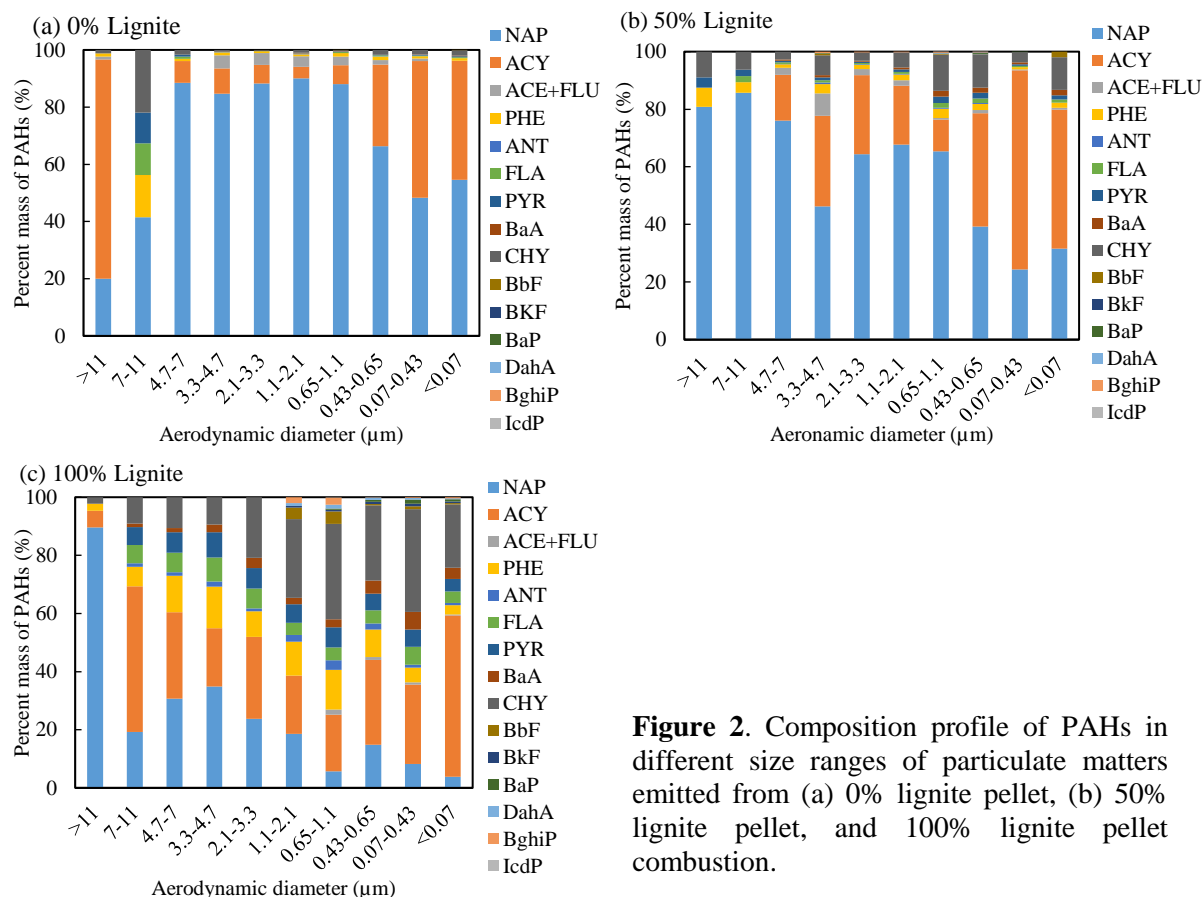 (a) 0% Lignite
Percent mass of PAHs (%)
100
80
60
40
20
0
>11
7-11
4.7-7
3.3-4.7
2.1-3.3
1.1-2.1
0.65-1.1
0.43-0.65
0.07-0.43
<0.07
Aerodynamic diameter (µm)
NAP
ACY
ACE+FLU
PHE
ANT
FLA
PYR
BaA
CHY
BbF
BKF
BaP
DahA
BghiP
IcdP
(b) 50% Lignite
Percent mass of PAHs (%)
100
80
60
40
20
0
>11
7-11
4.7-7
3.3-4.7
2.1-3.3
1.1-2.1
0.65-1.1
0.43-0.65
0.07-0.43
<0.07
Aeronamic diameter (µm)
NAP
ACY
ACE+FLU
PHE
ANT
FLA
PYR
BaA
CHY
BbF
BkF
BaP
DahA
BghiP
IcdP
(c) 100% Lignite
Percent mass of PAHs (%)
100
80
60
40
20
0
>11
7-11
4.7-7
3.3-4.7
2.1-3.3
1.1-2.1
0.65-1.1
0.43-0.65
0.07-0.43
<0.07
Aerodynamic diameter (µm)
NAP
ACY
ACE+FLU
PHE
ANT
FLA
PYR
BaA
CHY
BbF
BkF
BaP
DahA
BghiP
IcdP
Figure 2. Composition profile of PAHs in
different size ranges of particulate matters
emitted from (a) 0% lignite pellet, (b) 50%
lignite pellet, and 100% lignite pellet
combustion.